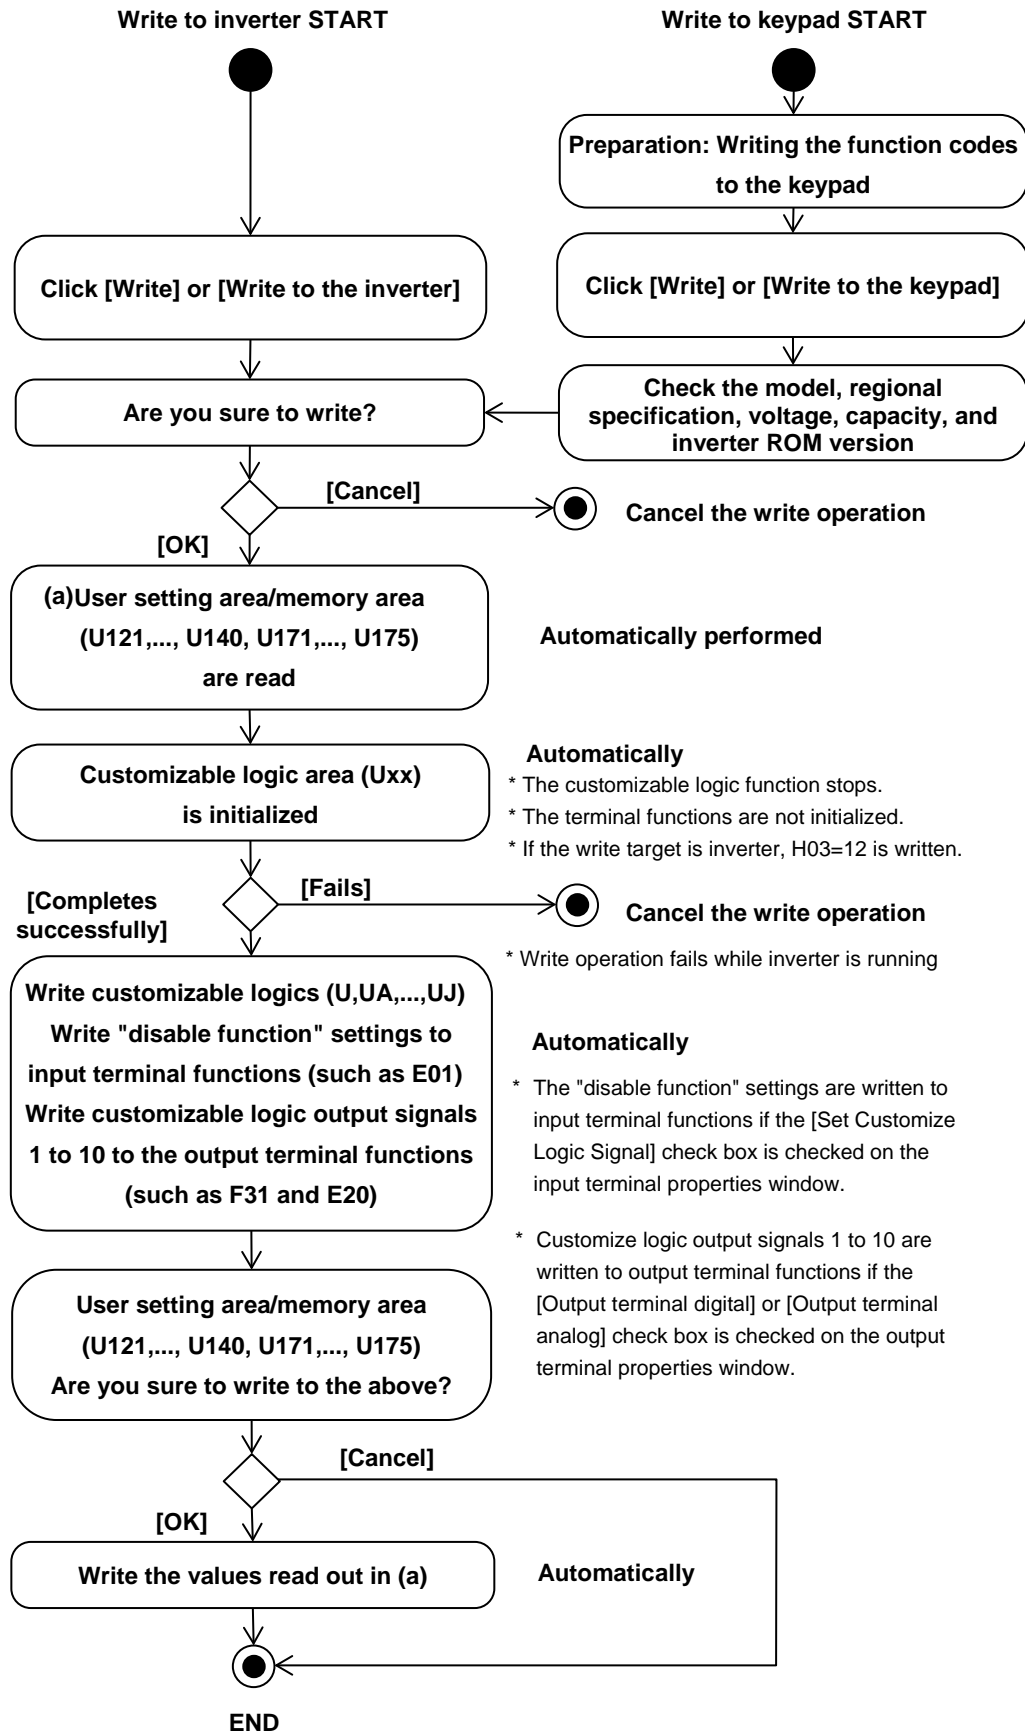 Write to inverter START
Write to keypad START
Preparation: Writing the function codes
to the keypad
Click [Write] or [Write to the inverter]
Click [Write] or [Write to the keypad]
Are you sure to write?
Check the model, regional
specification, voltage, capacity, and
inverter ROM version
[Cancel]
Cancel the write operation
[OK]
(a)User setting area/memory area
(U121,..., U140, U171,..., U175)
are read
Automatically performed
Customizable logic area (Uxx)
is initialized
Automatically
* The customizable logic function stops.
* The terminal functions are not initialized.
* If the write target is inverter, H03=12 is written.
[Fails]
[Completes
successfully]
Cancel the write operation
* Write operation fails while inverter is running
Write customizable logics (U,UA,...,UJ)
Write "disable function" settings to
input terminal functions (such as E01)
Write customizable logic output signals
1 to 10 to the output terminal functions
(such as F31 and E20)
Automatically
* The "disable function" settings are written to
input terminal functions if the [Set Customize
Logic Signal] check box is checked on the
input terminal properties window.
* Customize logic output signals 1 to 10 are
written to output terminal functions if the
[Output terminal digital] or [Output terminal
analog] check box is checked on the output
terminal properties window.
User setting area/memory area
(U121,..., U140, U171,..., U175)
Are you sure to write to the above?
[Cancel]
[OK]
Write the values read out in (a)
Automatically
END